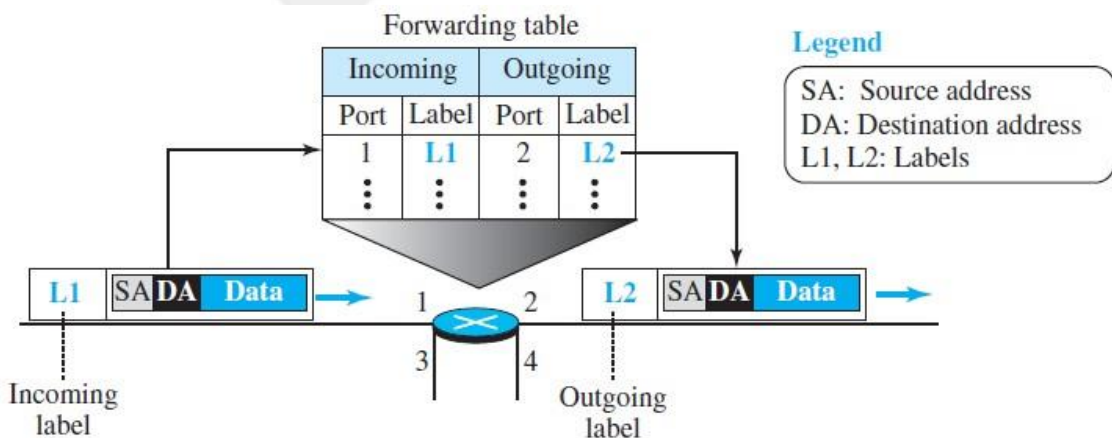 Forwarding table
Incoming Outgoing
Port Label Port Label
1 L1 2 L2
Legend
SA: Source address
DA: Destination address
L1, L2: Labels
L1 SA DA Data
1 2
3 4
L2 SA DA Data
Incoming
label
Outgoing
label